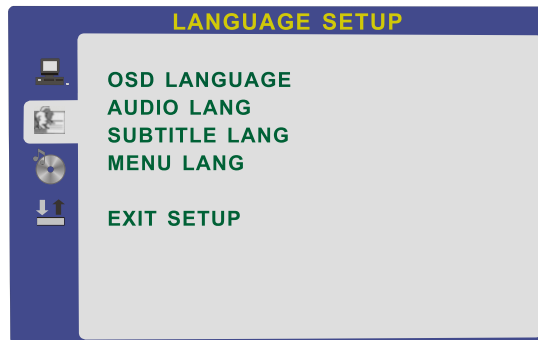 LANGUAGE SETUP
OSD LANGUAGE
AUDIO LANG
SUBTITLE LANG
MENU LANG
EXIT SETUP